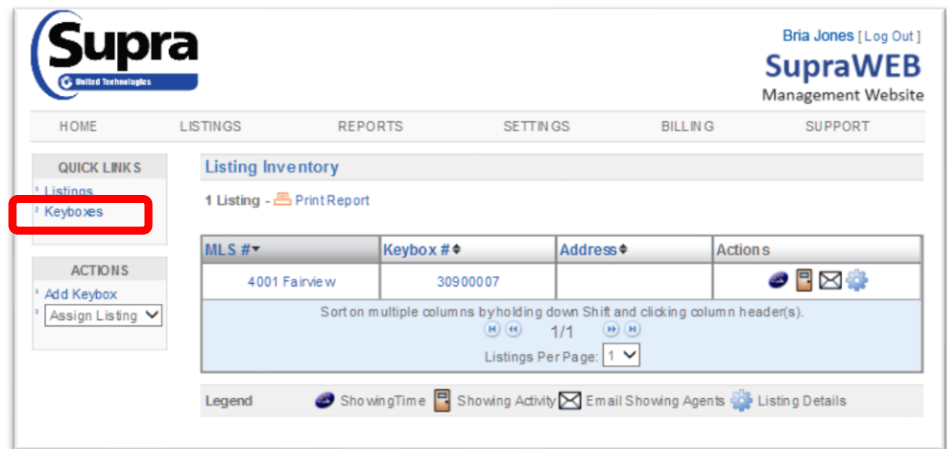 Supra
United Technologies
Bria Jones [ Log Out ]
SupraWEB
Management Website
HOME LISTINGS REPORTS SETTINGS BILLING SUPPORT
QUICK LINKS
Listings
Keyboxes
ACTIONS
Add Keybox
Assign Listing
Listing Inventory
1 Listing - Print Report
MLS # Keybox # Address Actions
4001 Fairview 30900007
Sort on multiple columns by holding down Shift and clicking column header(s).
1/1
Listings Per Page: 1
Legend ShowingTime Showing Activity Email Showing Agents Listing Details